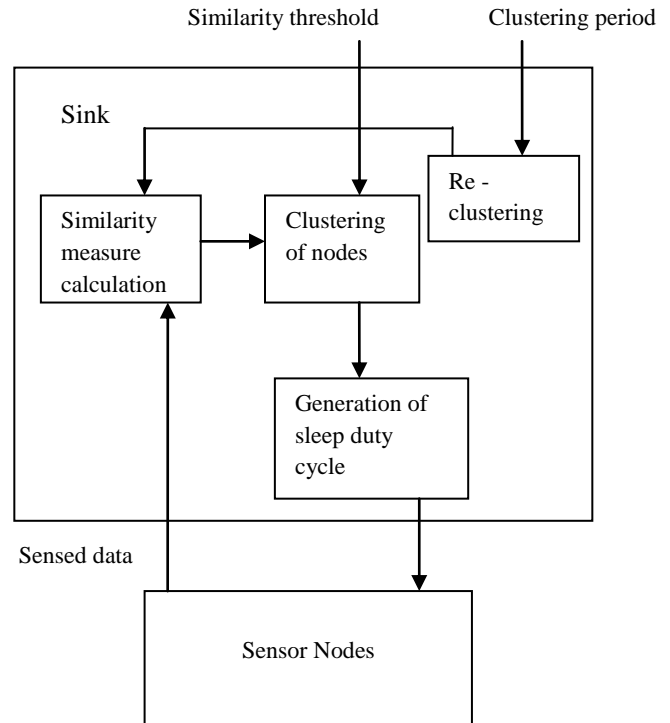 Similarity threshold
Clustering period
Sink
Re -
clustering
Similarity
measure
calculation
Clustering
of nodes
Generation of
sleep duty
cycle
Sensed data
Sensor Nodes